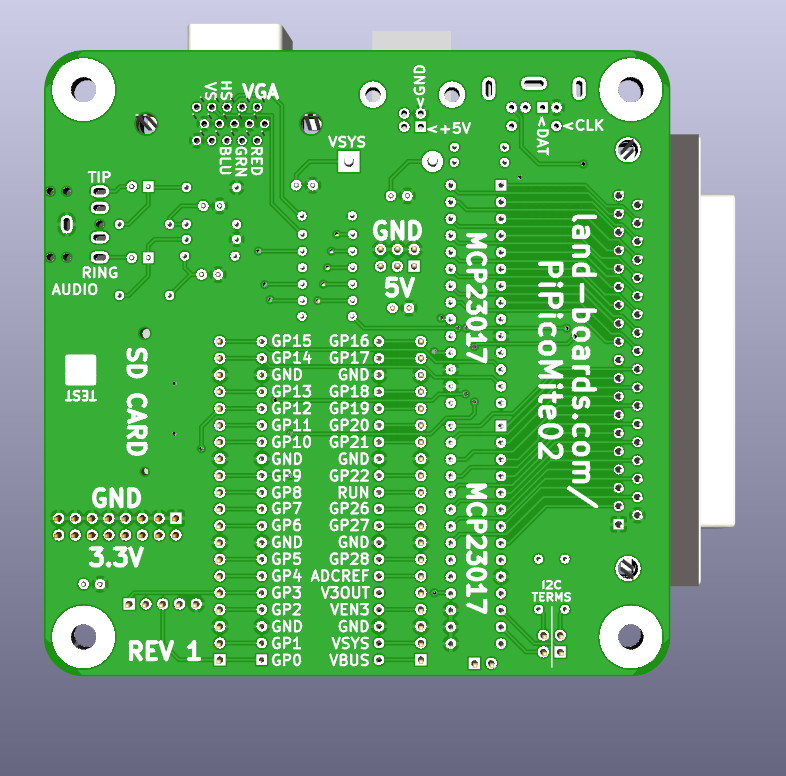 VS
HS
VGA
<GND
<+5V
<DAT
<CLK
BLU
GRN
RED
VSYS
TIP
RING
AUDIO
GND
5V
MCP23017
land-boards.com/
PiPicoMite02
TEST
SD CARD
GP15 GP16
GP14 GP17
GND GND
GP13 GP18
GP12 GP19
GP11 GP20
GP10 GP21
GND GND
GP9 GP22
GP8 RUN
GP7 GP26
GP6 GP27
GND GND
GP5 GP28
GP4 ADCREF
GP3 V3OUT
GP2 VEN3
GND GND
GP1 VSYS
GP0 VBUS
MCP23017
GND
3.3V
I2C
TERMS
REV 1